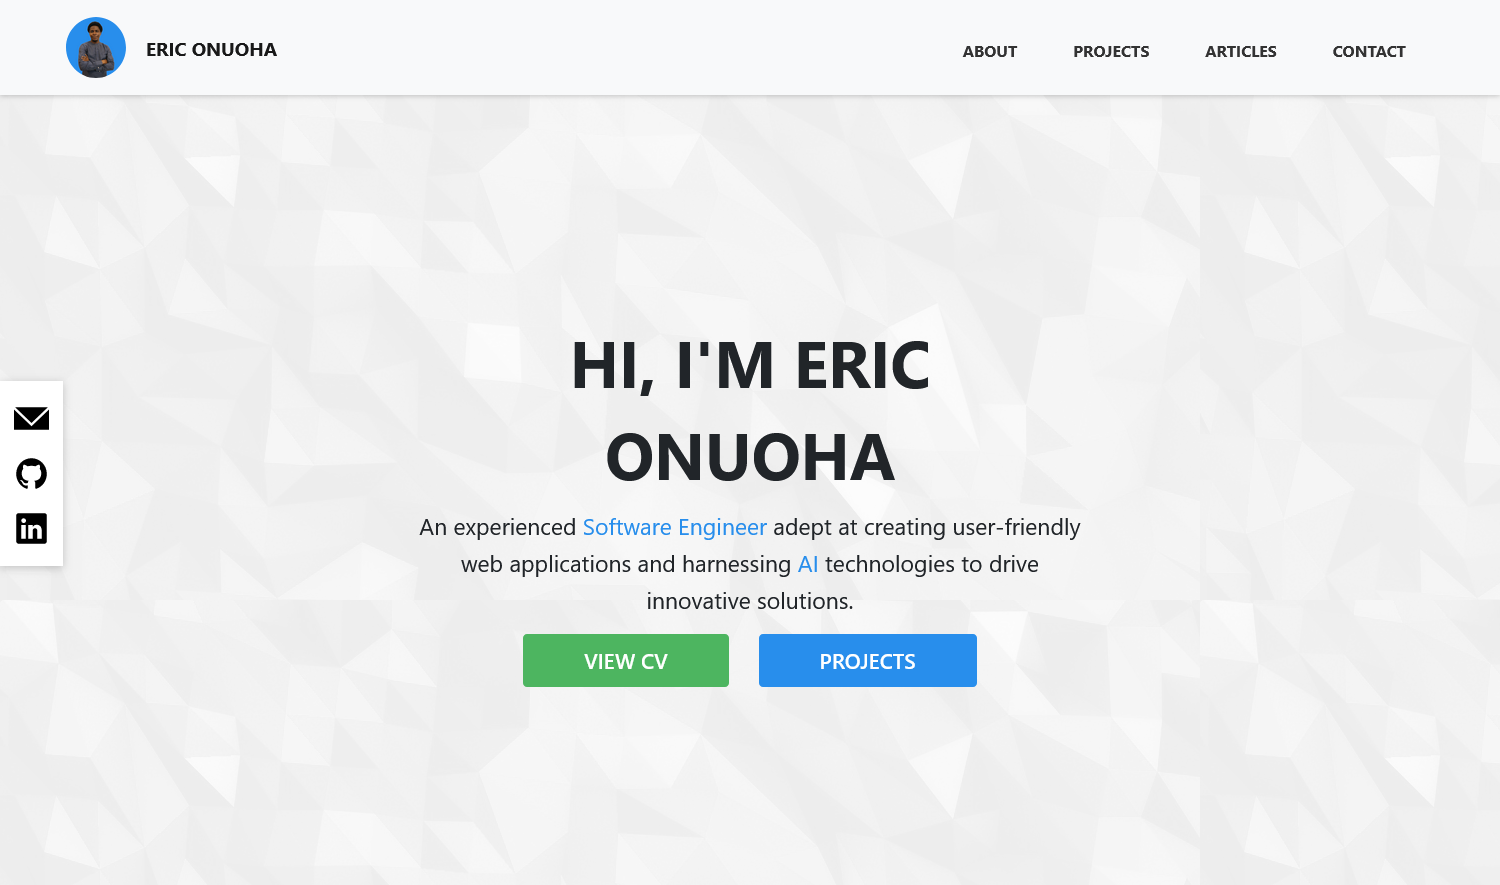 ERIC ONUOHA
ABOUT
PROJECTS
ARTICLES
CONTACT
HI, I'M ERIC
ONUOHA
An experienced Software Engineer adept at creating user-friendly
web applications and harnessing AI technologies to drive
innovative solutions.
VIEW CV
PROJECTS